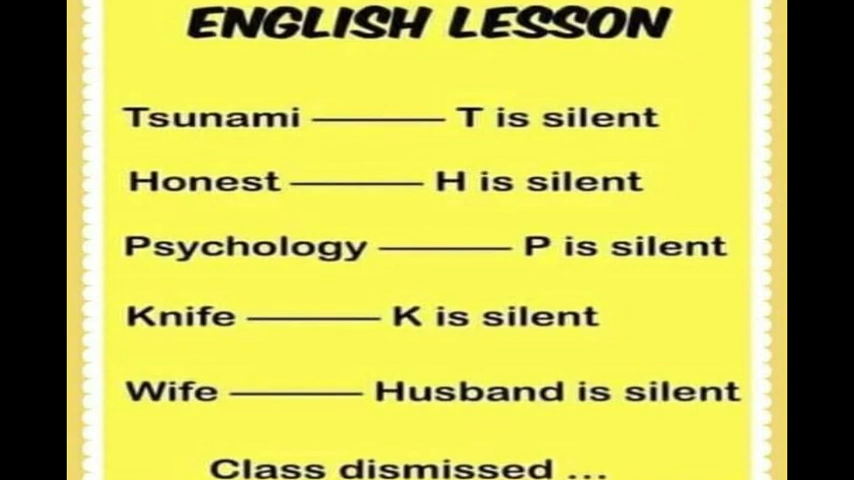 ENGLISH LESSON
Tsunami ——— T is silent
Honest ——— H is silent
Psychology ——— P is silent
Knife ——— K is silent
Wife ——— Husband is silent
Class dismissed ...